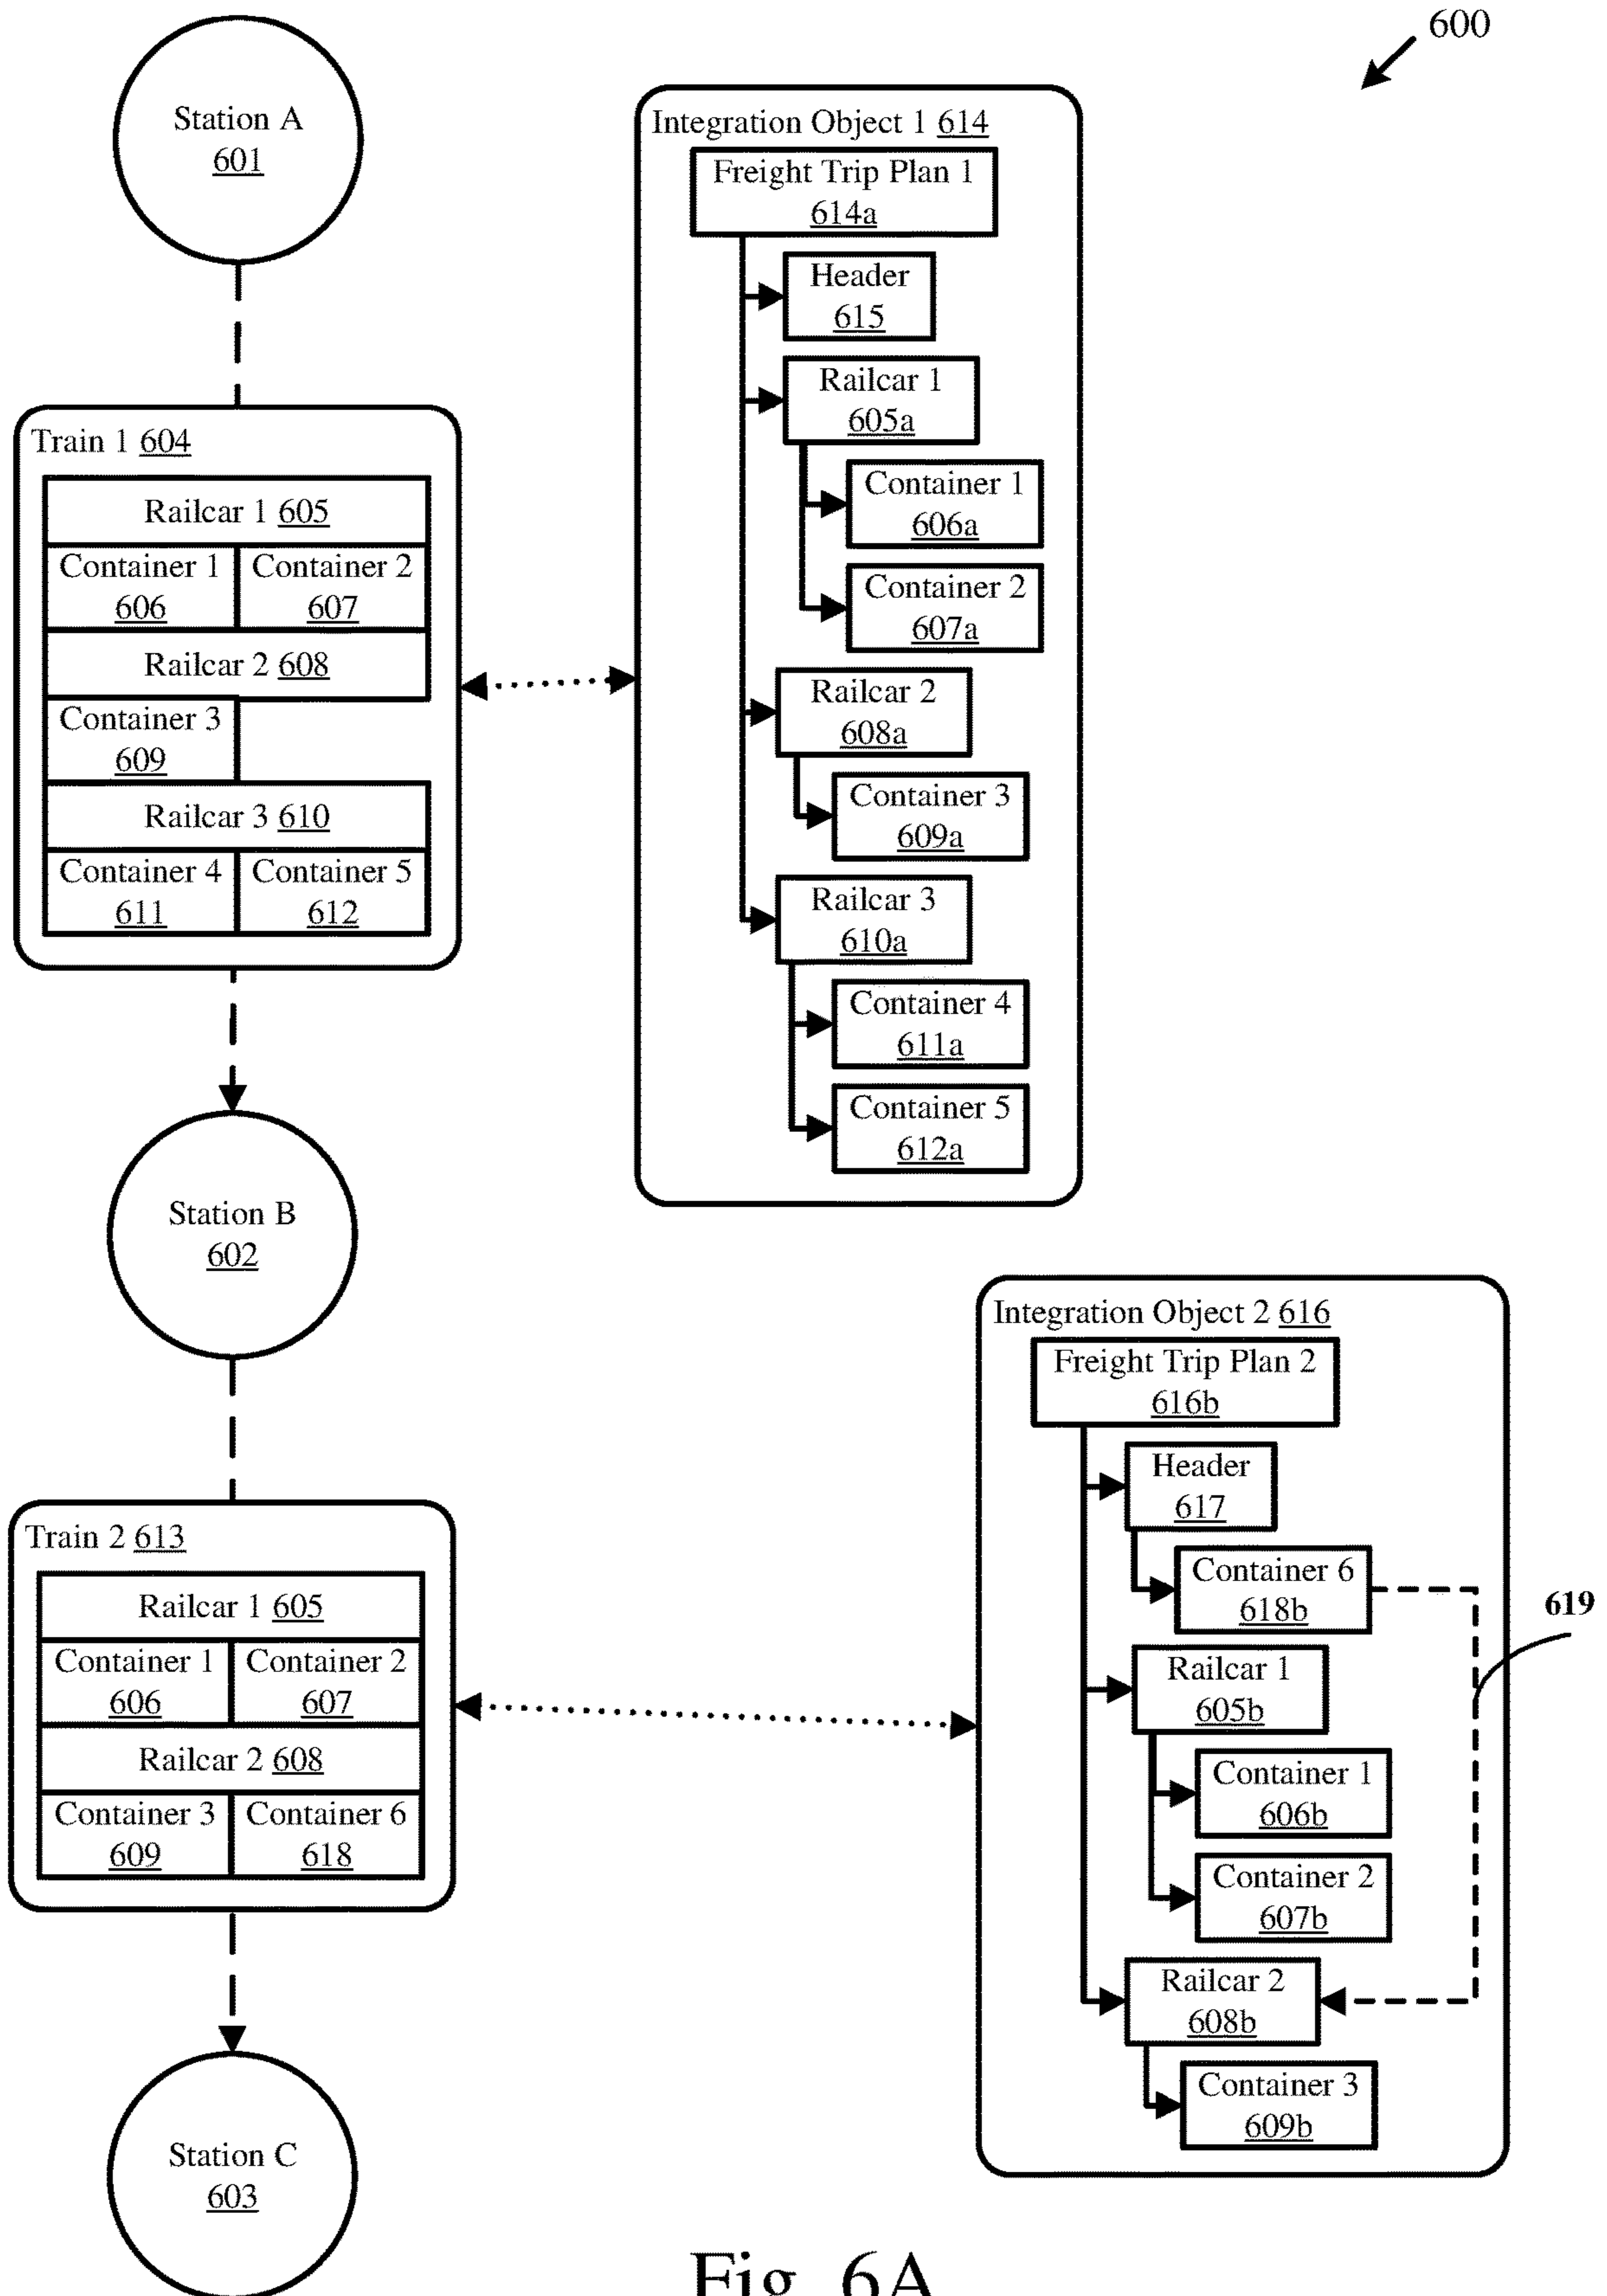 600
Station A
601
Train 1 604
Railcar 1 605
Container 1 Container 2
606 607
Railcar 2 608
Container 3
609
Railcar 3 610
Container 4 Container 5
611 612
Station B
602
Train 2 613
Railcar 1 605
Container 1 Container 2
606 607
Railcar 2 608
Container 3 Container 6
609 618
Station C
603
Integration Object 1 614
Freight Trip Plan 1
614a
Header
615
Railcar 1
605a
Container 1
606a
Container 2
607a
Railcar 2
608a
Container 3
609a
Railcar 3
610a
Container 4
611a
Container 5
612a
Integration Object 2 616
Freight Trip Plan 2
616b
Header
617
Container 6
618b
619
Railcar 1
605b
Container 1
606b
Container 2
607b
Railcar 2
608b
Container 3
609b
Fig. 6A